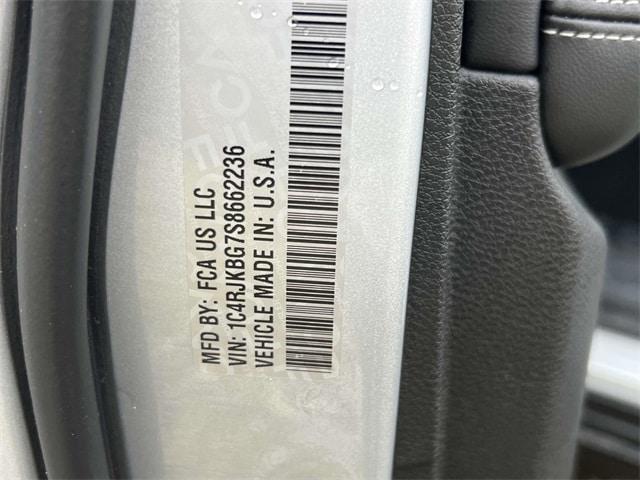 MFD BY: FCA US LLC
VIN: 1C4RJKBG7S8662236
VEHICLE MADE IN: U.S.A.